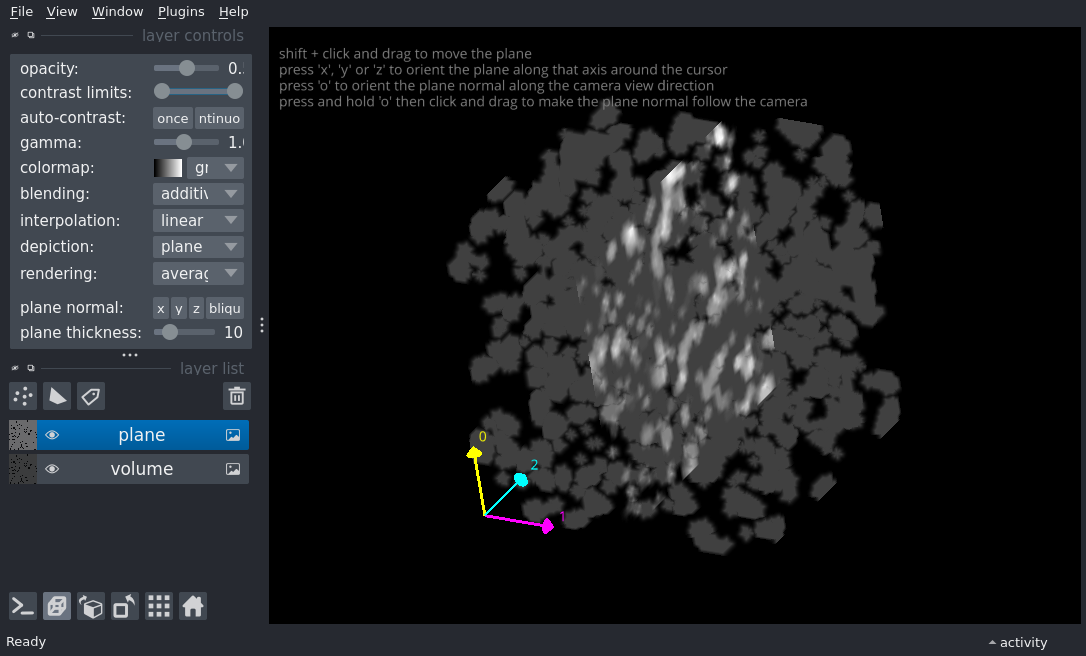 File View Window Plugins Help
layer controls
opacity: 0.
contrast limits:
auto-contrast: once ntinuo
gamma: 1.
colormap: gr
blending: additiv
interpolation: linear
depiction: plane
rendering: averag
plane normal: x y z bliqu
plane thickness: 10
layer list
plane
volume
Ready
shift + click and drag to move the plane
press 'x', 'y' or 'z' to orient the plane along that axis around the cursor
press 'o' to orient the plane normal along the camera view direction
press and hold 'o' then click and drag to make the plane normal follow the camera
0
2
1
activity